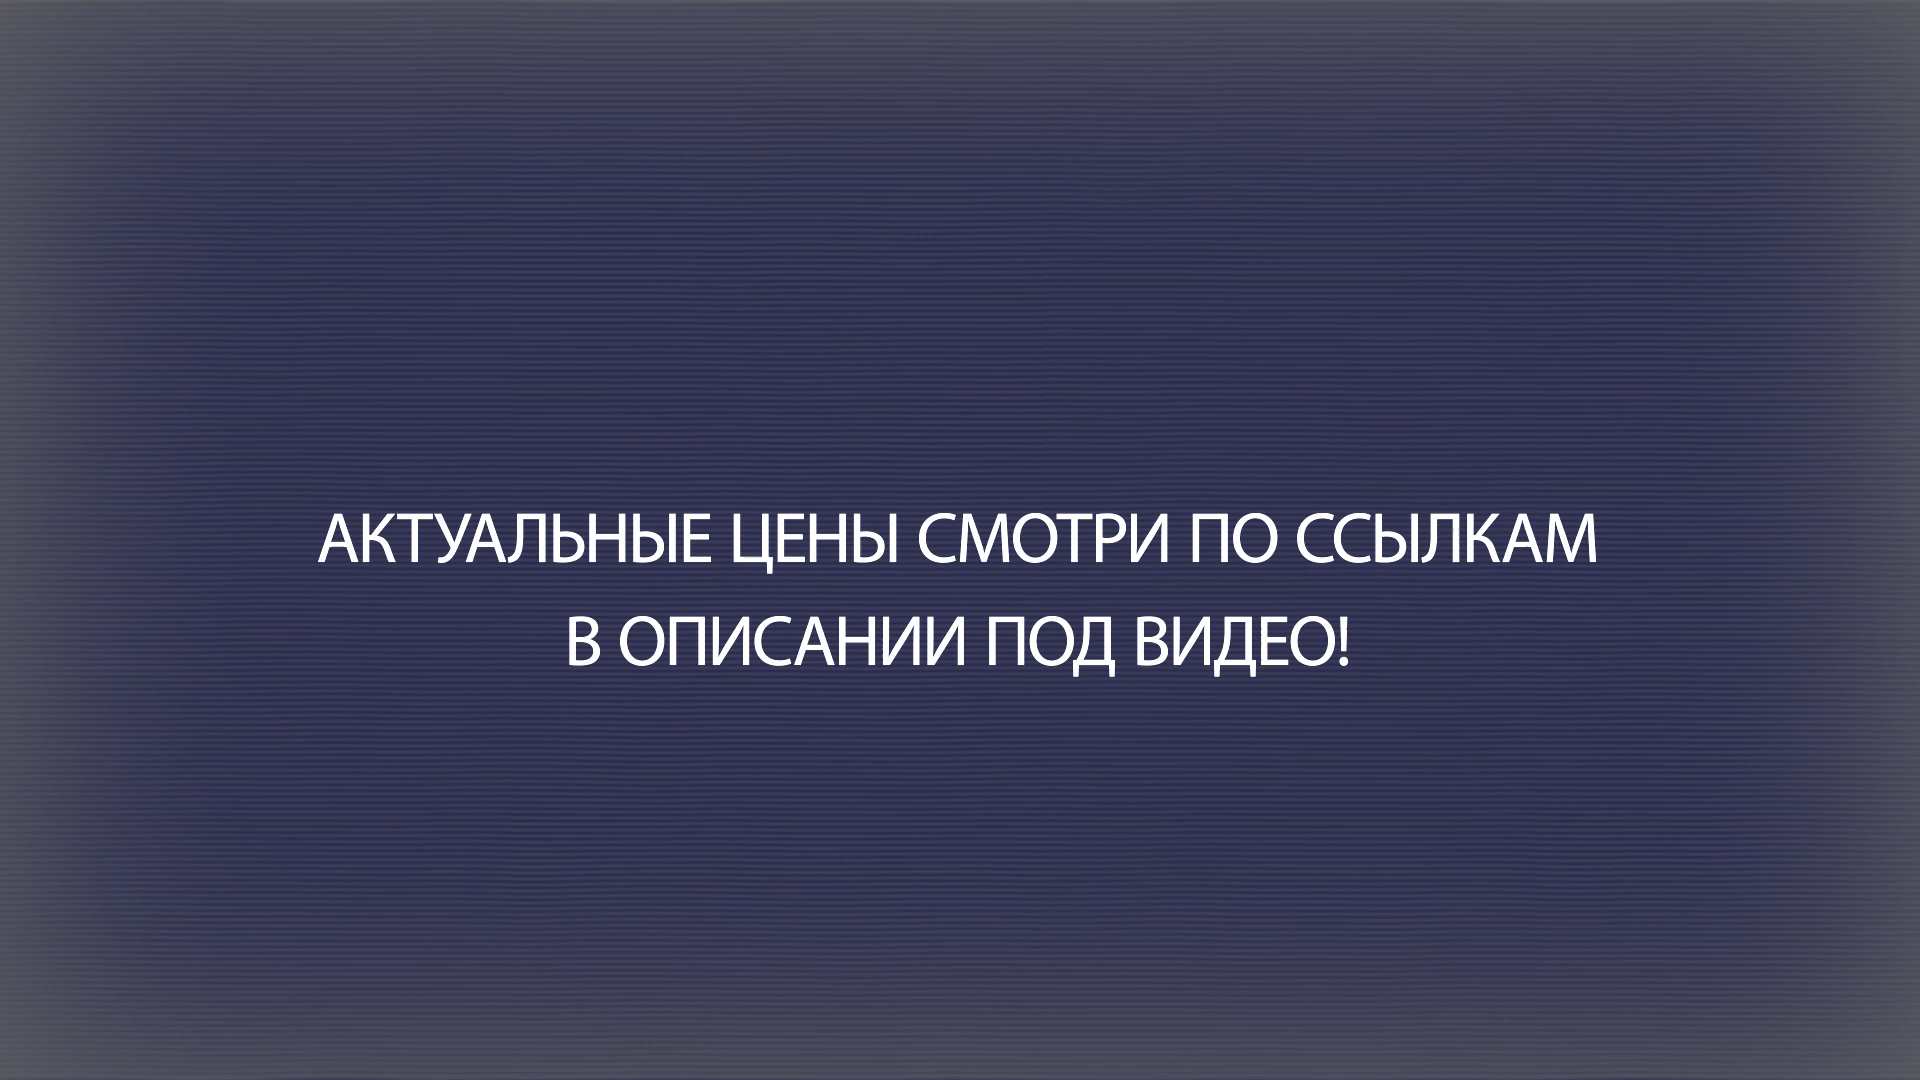 АКТУАЛЬНЫЕ ЦЕНЫ СМОТРИ ПО ССЫЛКАМ
В ОПИСАНИИ ПОД ВИДЕО!